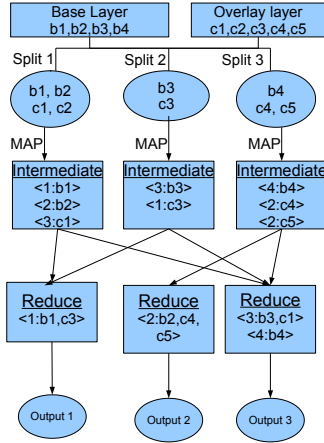 Base Layer
b1,b2,b3,b4
Overlay layer
c1,c2,c3,c4,c5
Split 1
Split 2
Split 3
b1, b2
c1, c2
b3
c3
b4
c4, c5
MAP
MAP
MAP
Intermediate
<1:b1>
<2:b2>
<3:c1>
Intermediate
<3:b3>
<1:c3>
Intermediate
<4:b4>
<2:c4>
<2:c5>
Reduce
<1:b1,c3>
Reduce
<2:b2,c4,
c5>
Reduce
<3:b3,c1>
<4:b4>
Output 1
Output 2
Output 3